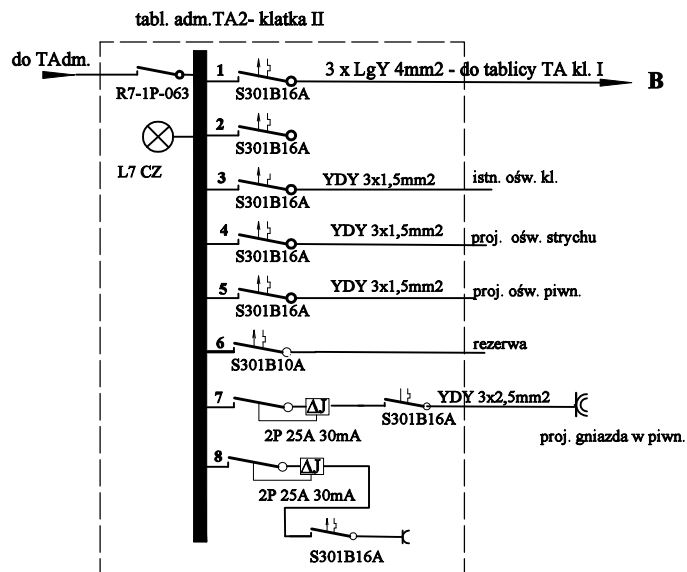 tabl. adm.TA2- klatka II
do TAdm.
R7-1P-063
L7 CZ
1
3 x LgY 4mm2 - do tablicy TA kl. I
B
S301B16A
2
S301B16A
3
YDY 3x1,5mm2
istn. ośw. kl.
S301B16A
4
YDY 3x1,5mm2
proj. ośw. strychu
S301B16A
5
YDY 3x1,5mm2
proj. ośw. piwn.
S301B16A
6
rezerwa
S301B10A
7
ΔJ
YDY 3x2,5mm2
S301B16A
2P 25A 30mA
proj. gniazda w piwn.
8
ΔJ
2P 25A 30mA
S301B16A